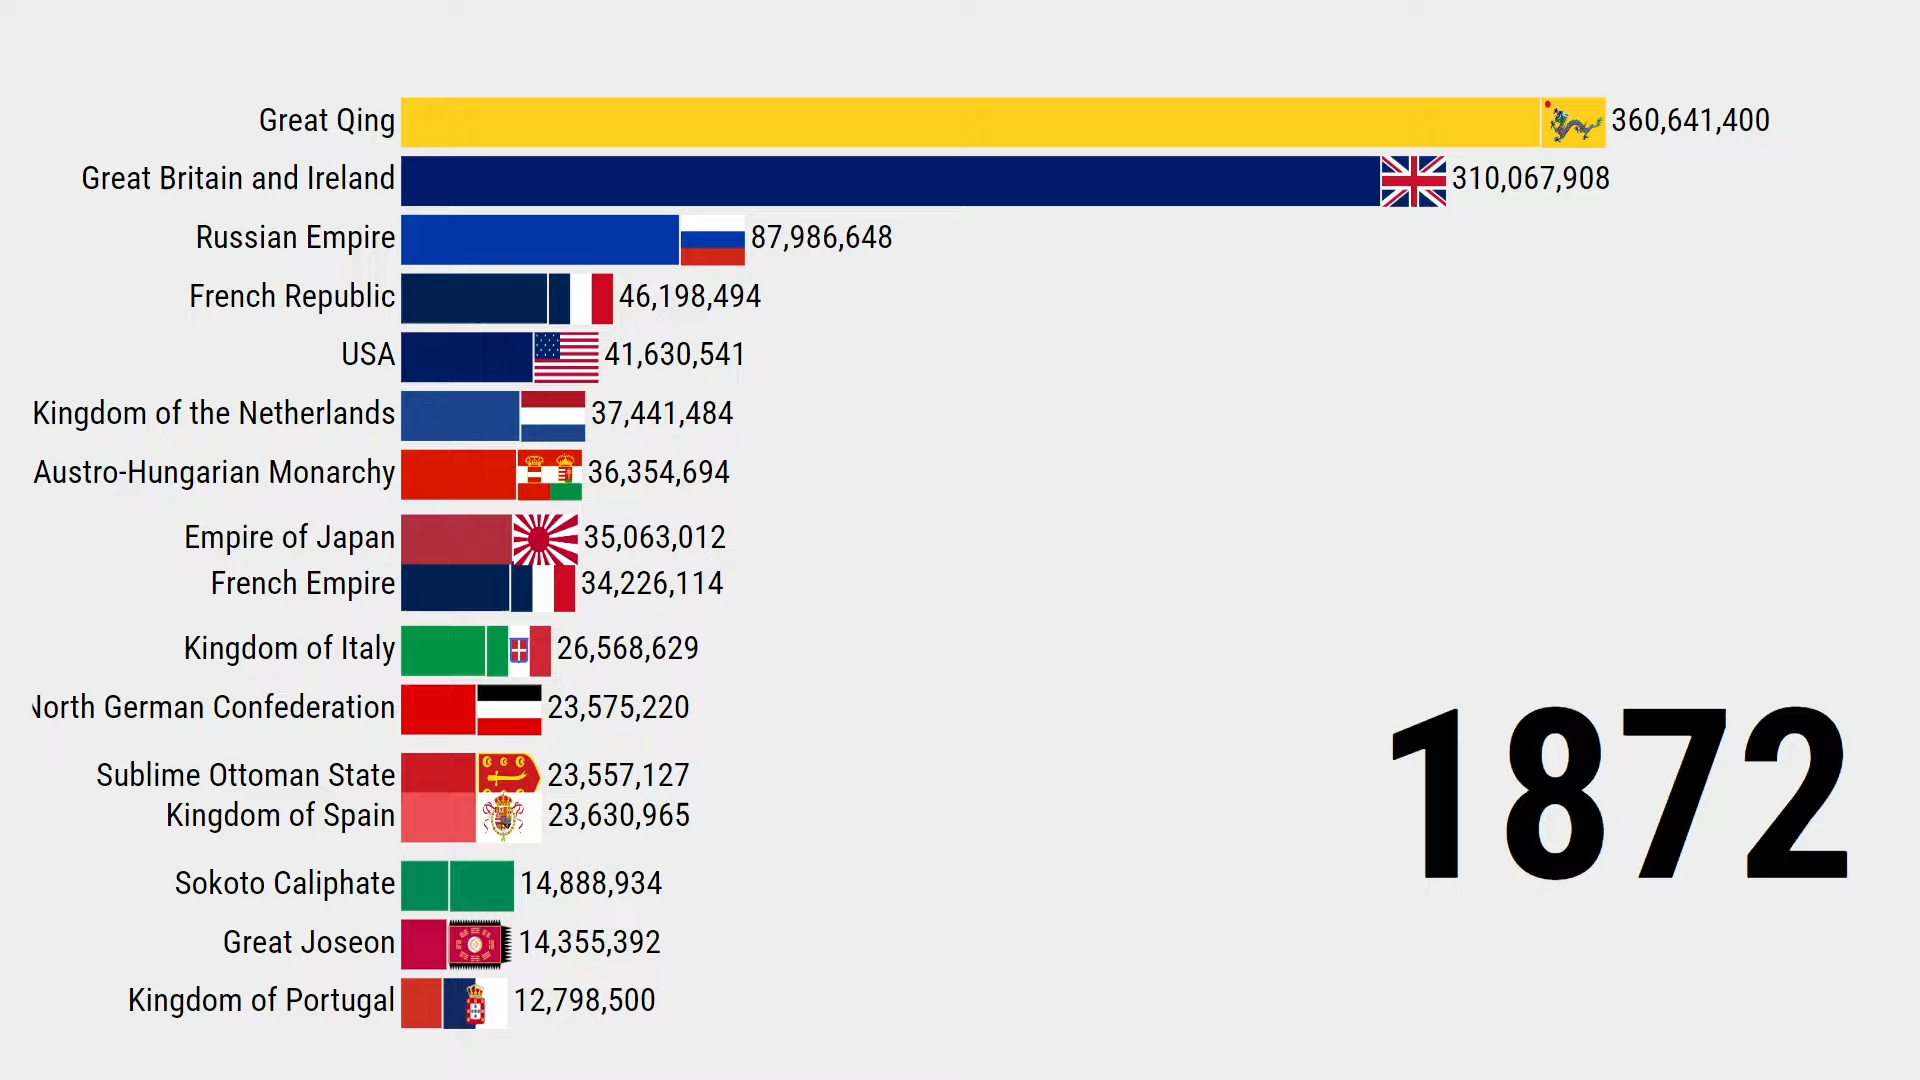 Great Qing 360,641,400
Great Britain and Ireland 310,067,908
Russian Empire 87,986,648
French Republic 46,198,494
USA 41,630,541
Kingdom of the Netherlands 37,441,484
Austro-Hungarian Monarchy 36,354,694
Empire of Japan 35,063,012
French Empire 34,226,114
Kingdom of Italy 26,568,629
North German Confederation 23,575,220
Sublime Ottoman State 23,557,127
Kingdom of Spain 23,630,965
Sokoto Caliphate 14,888,934
Great Joseon 14,355,392
Kingdom of Portugal 12,798,500
1872